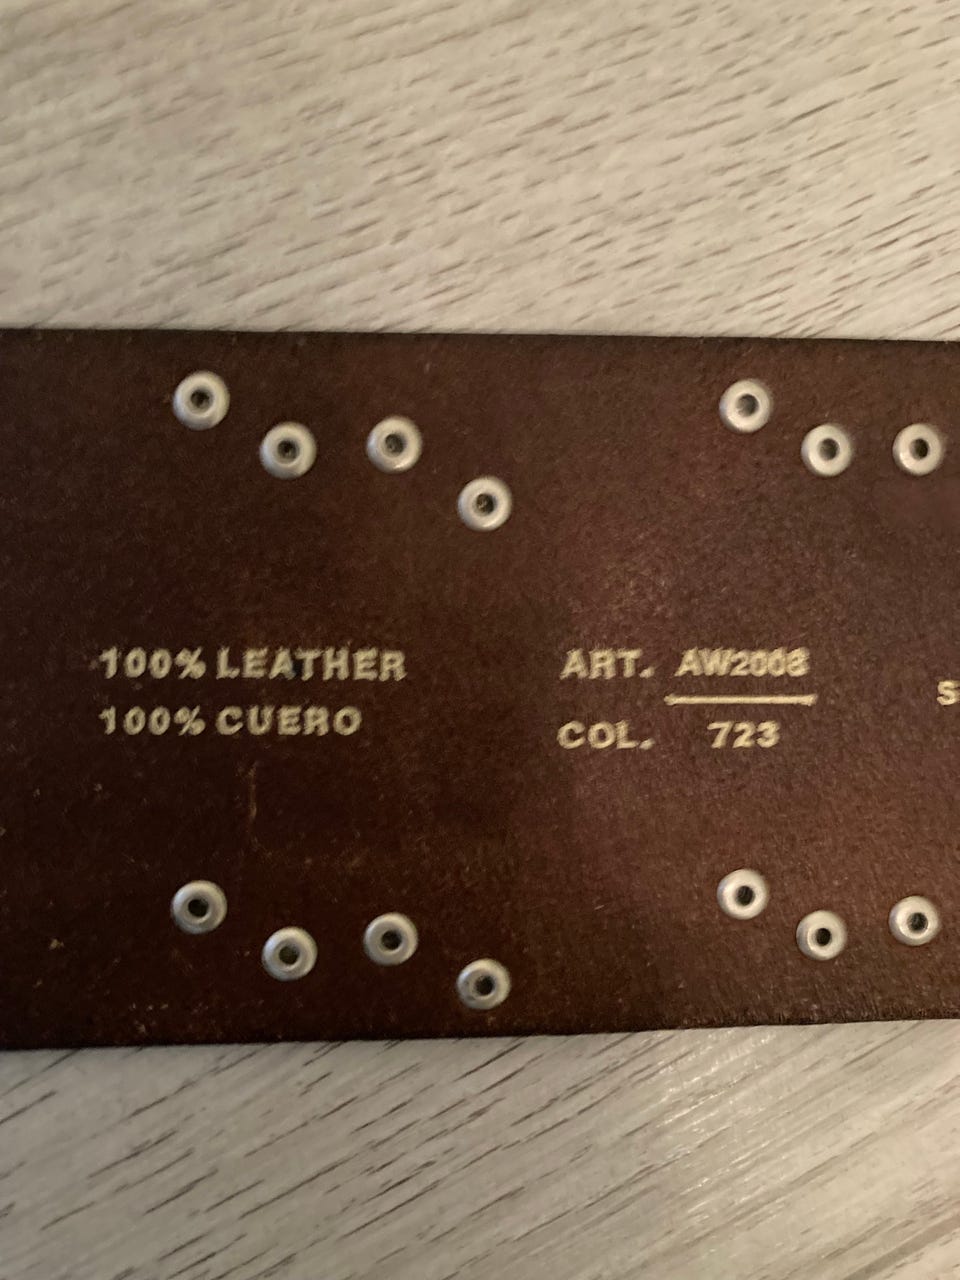 100% LEATHER
100% CUERO
ART. AW2008
COL. 723